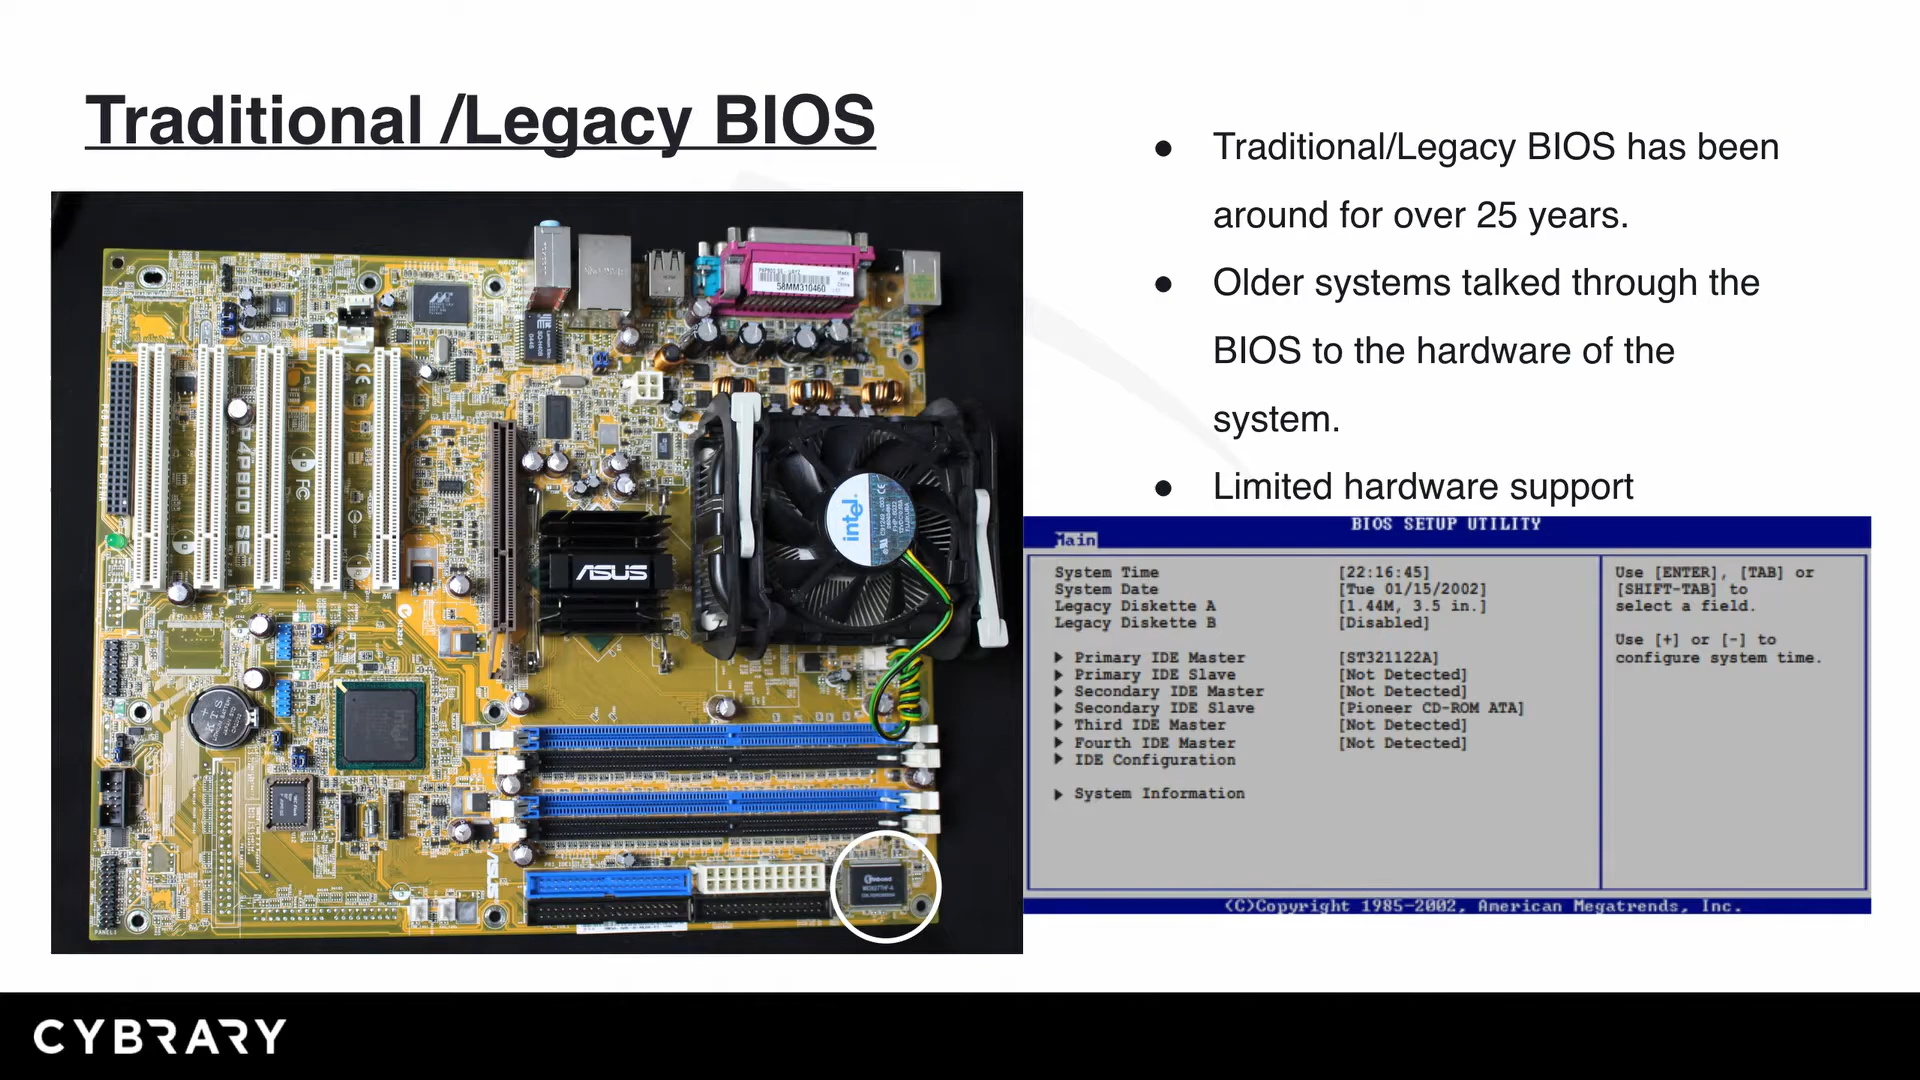 Traditional /Legacy BIOS
● Traditional/Legacy BIOS has been
around for over 25 years.
● Older systems talked through the
BIOS to the hardware of the
system.
● Limited hardware support
58MM310460
P4P800 SE
FC
CE
intel
ASUS
ASUS
PANEL1
BIOS SETUP UTILITY
Main
System Time [22:16:45]
System Date [Tue 01/15/2002]
Legacy Diskette A [1.44M, 3.5 in.]
Legacy Diskette B [Disabled]
Primary IDE Master [ST321122A]
Primary IDE Slave [Not Detected]
Secondary IDE Master [Not Detected]
Secondary IDE Slave [Pioneer CD-ROM ATA]
Third IDE Master [Not Detected]
Fourth IDE Master [Not Detected]
IDE Configuration
System Information
Use [ENTER], [TAB] or
[SHIFT-TAB] to
select a field.
Use [+] or [-] to
configure system time.
(C)Copyright 1985-2002, American Megatrends, Inc.
CYBRARY